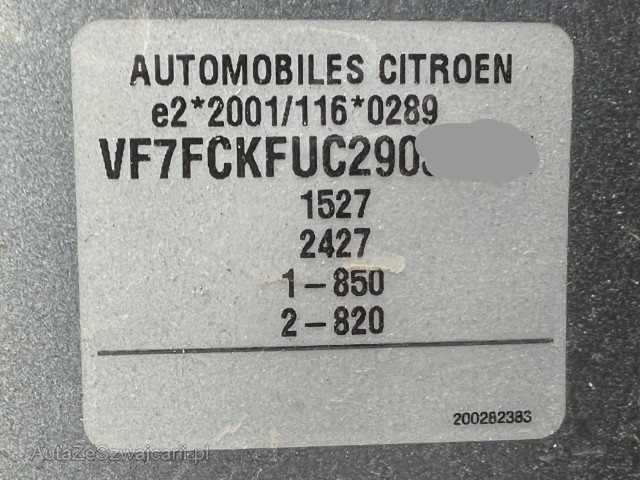 AUTOMOBILES CITROEN
e2*2001/116*0289
VF7FCKFUC290
1527
2427
1-850
2-820
200282383
AutazeSzwajcarii.pl